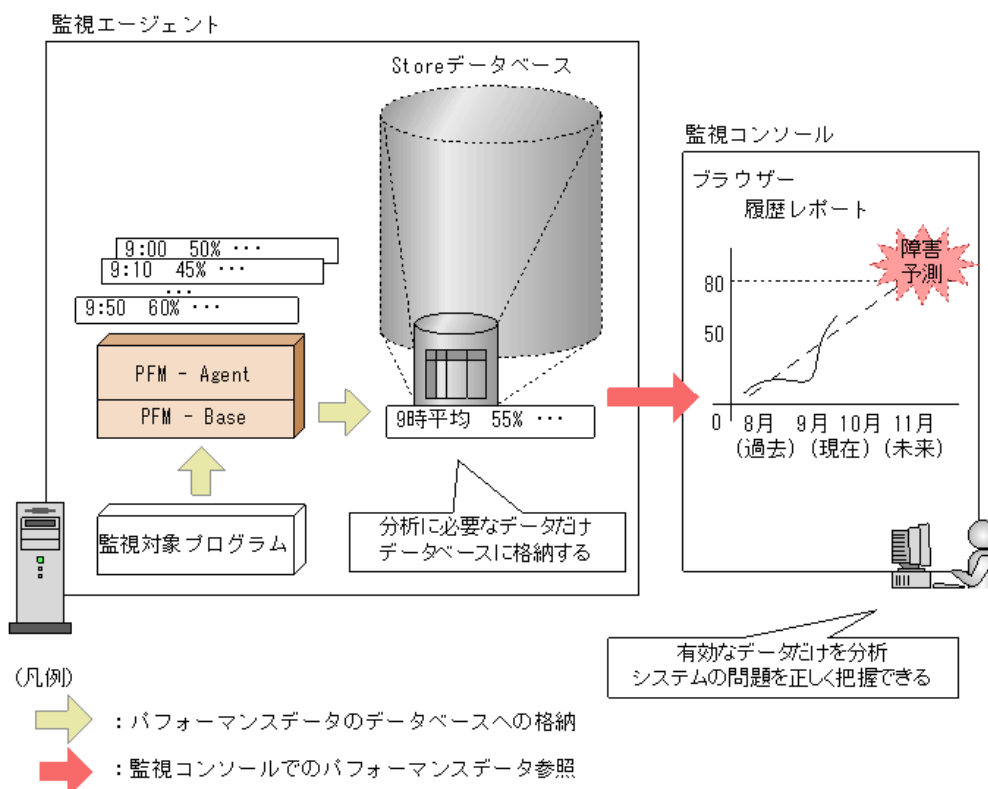 監視エージェント
Storeデータベース
9:00 50% ･･･
9:10 45% ･･･
･･･
9:50 60% ･･･
PFM - Agent
PFM - Base
9時平均 55% ･･･
監視対象プログラム
分析に必要なデータだけ
データベースに格納する
監視コンソール
ブラウザー
履歴レポート
障害
予測
80
50
0 8月 9月 10月 11月
(過去) (現在) (未来)
有効なデータだけを分析
システムの問題を正しく把握できる
(凡例)
：パフォーマンスデータのデータベースへの格納
：監視コンソールでのパフォーマンスデータ参照